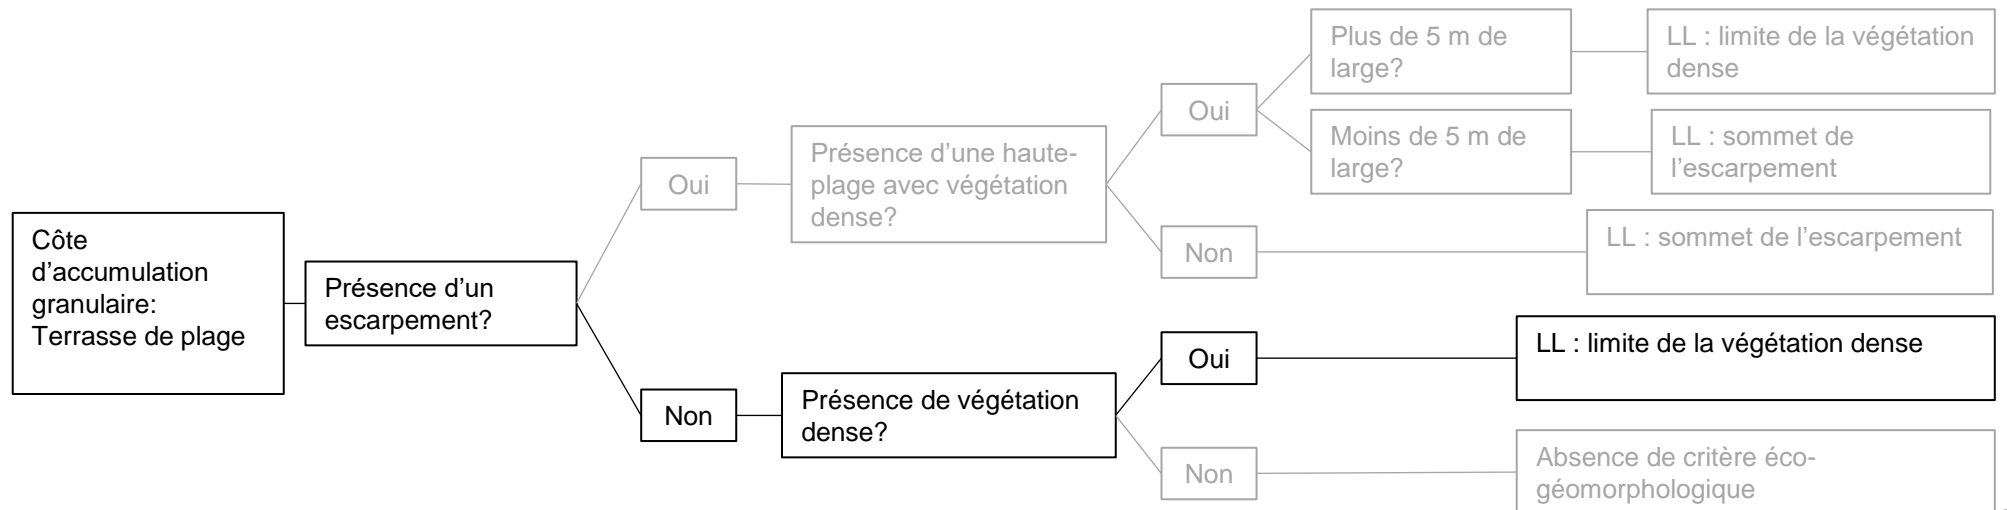 Côte
d’accumulation
granulaire:
Terrasse de plage
Présence d’un
escarpement?
Oui
Présence d’une haute-
plage avec végétation
dense?
Oui
Plus de 5 m de
large?
LL : limite de la végétation
dense
Moins de 5 m de
large?
LL : sommet de
l’escarpement
Non
LL : sommet de l’escarpement
Non
Présence de végétation
dense?
Oui
LL : limite de la végétation dense
Non
Absence de critère éco-
géomorphologique